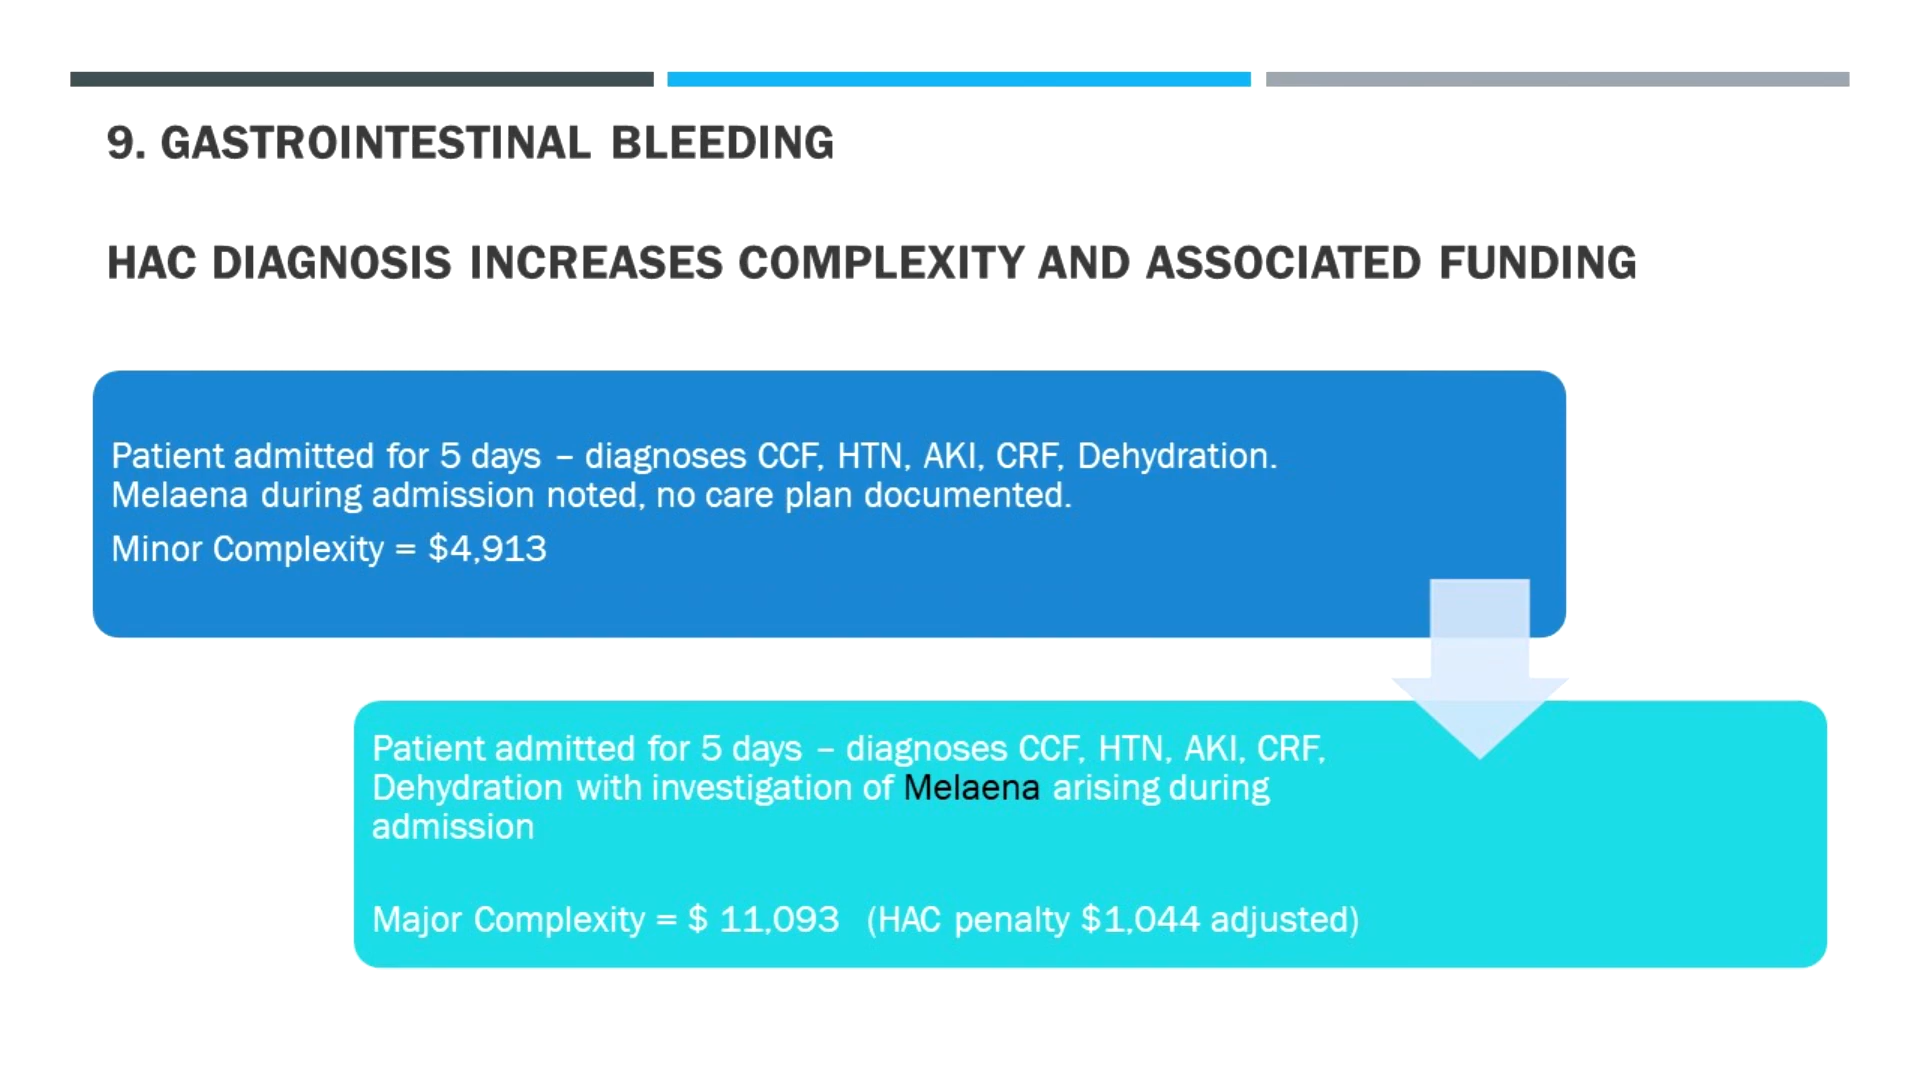 9. GASTROINTESTINAL BLEEDING
HAC DIAGNOSIS INCREASES COMPLEXITY AND ASSOCIATED FUNDING
Patient admitted for 5 days – diagnoses CCF, HTN, AKI, CRF, Dehydration.
Melaena during admission noted, no care plan documented.
Minor Complexity = $4,913
Patient admitted for 5 days – diagnoses CCF, HTN, AKI, CRF,
Dehydration with investigation of Melaena arising during
admission
Major Complexity = $ 11,093 (HAC penalty $1,044 adjusted)